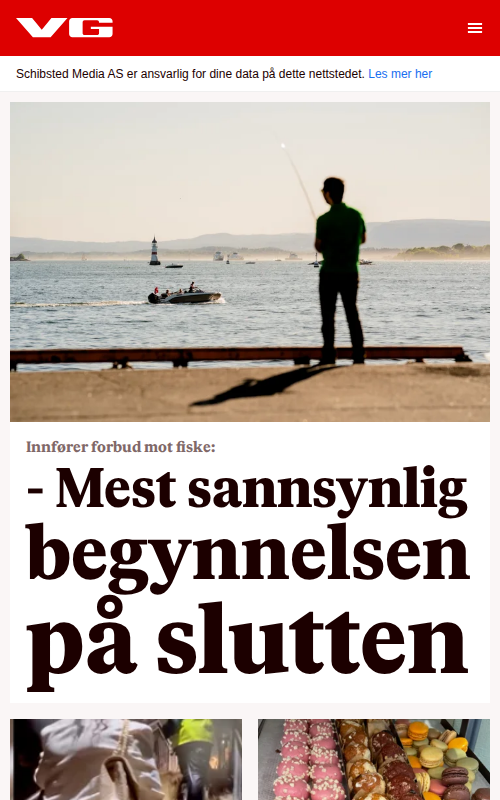 VG
Schibsted Media AS er ansvarlig for dine data på dette nettstedet. Les mer her
Innfører forbud mot fiske:
- Mest sannsynlig
begynnelsen
på slutten